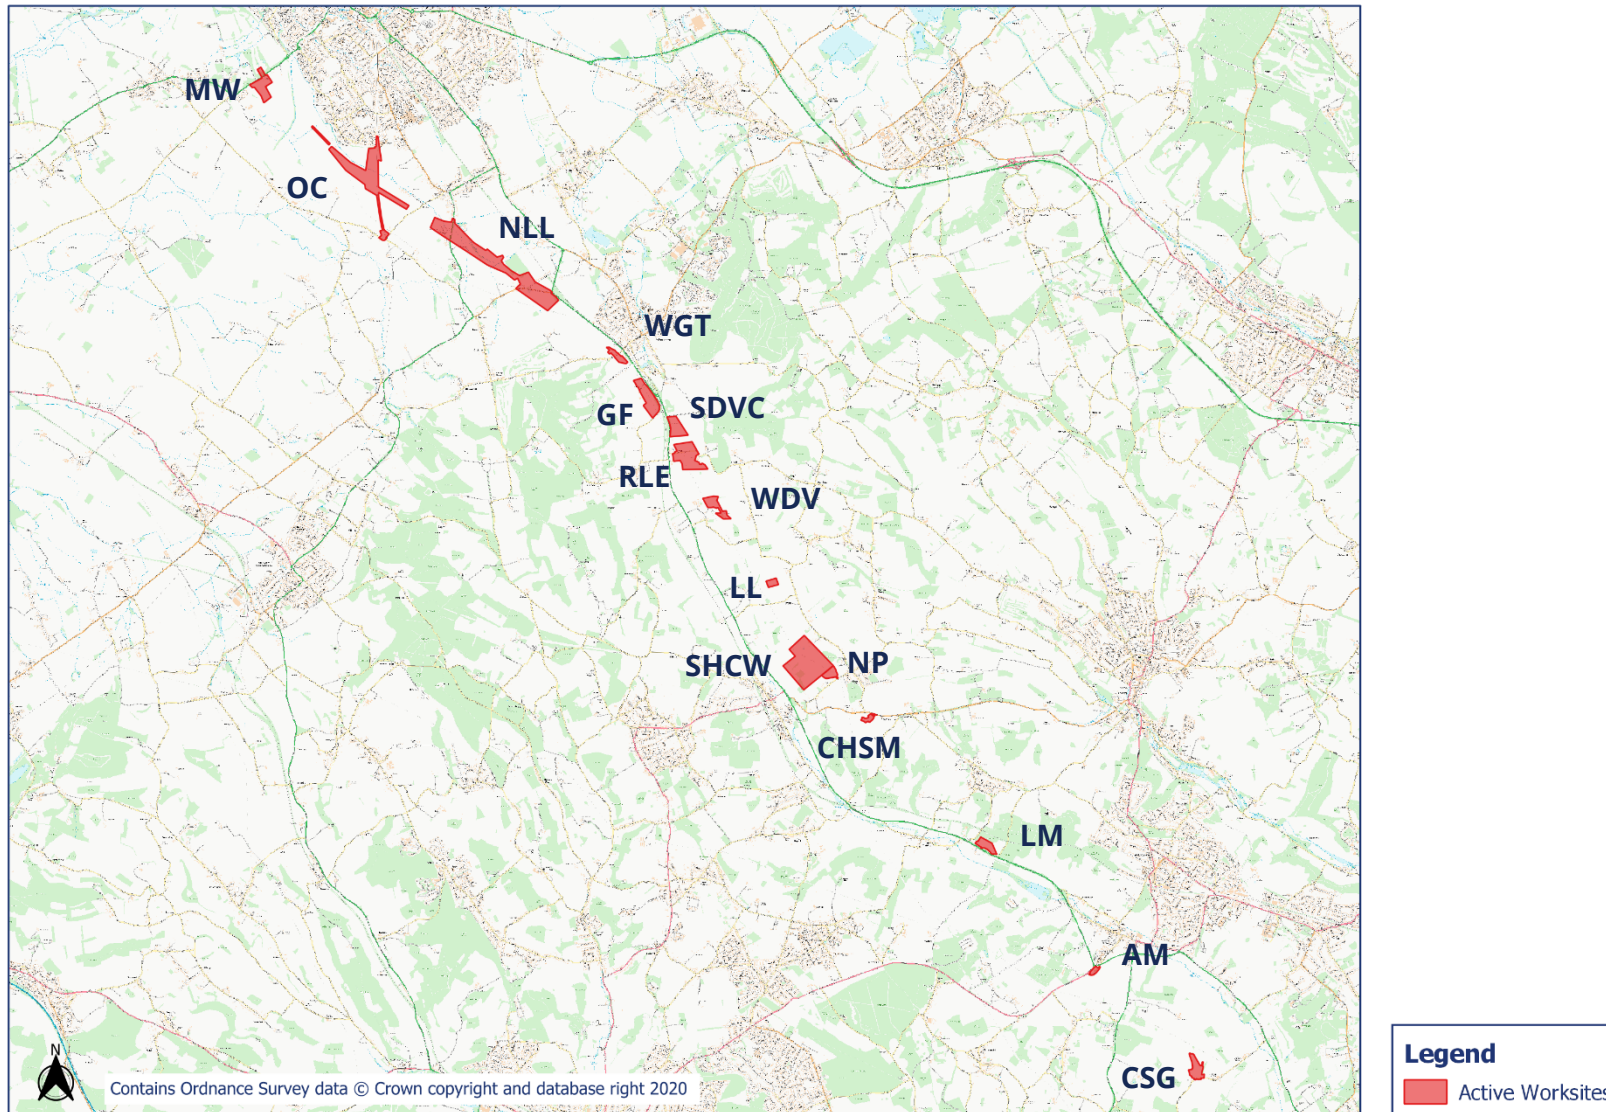 MW
OC
NLL
WGT
GF
SDVC
RLE
WDV
LL
SHCW
NP
CHSM
LM
AM
CSG
N
Contains Ordnance Survey data © Crown copyright and database right 2020
Legend
Active Worksites